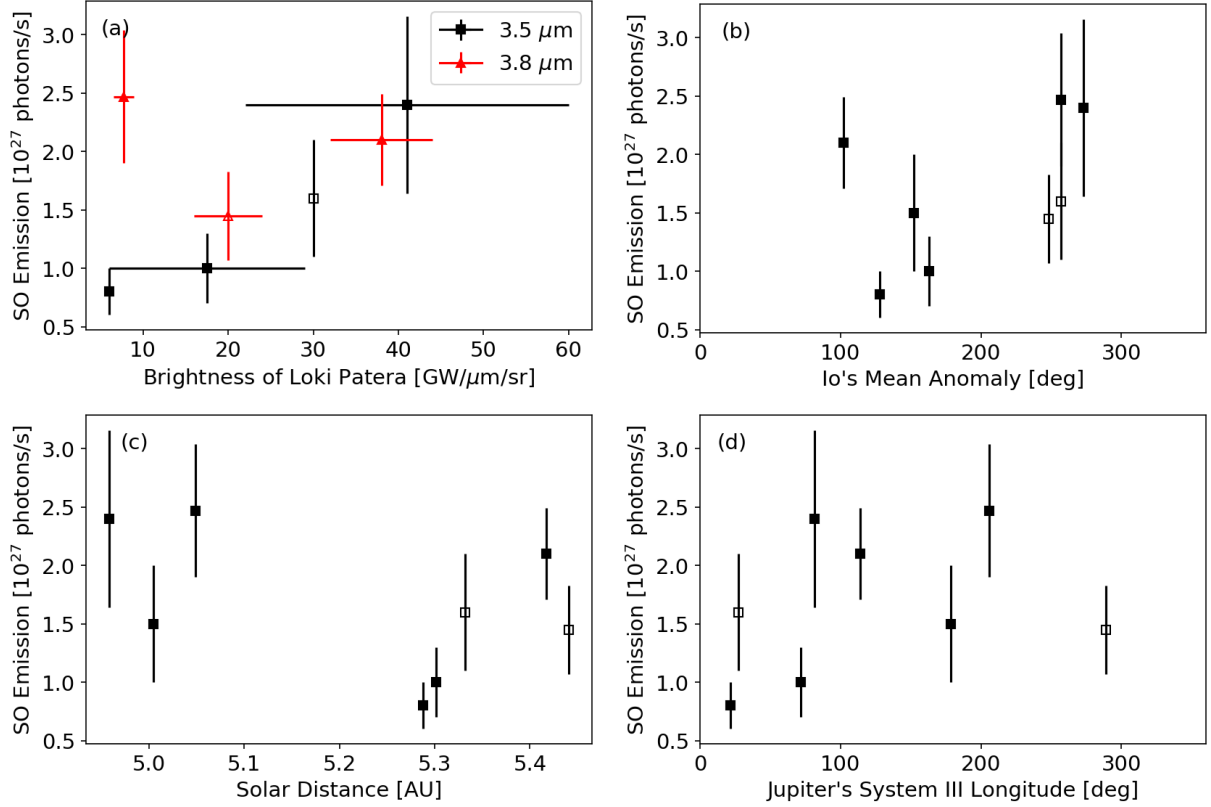 (a)
3.5 μm
3.8 μm
3.0
2.5
2.0
1.5
1.0
0.5
SO Emission [10²⁷ photons/s]
10 20 30 40 50 60
Brightness of Loki Patera [GW/μm/sr]
(b)
3.0
2.5
2.0
1.5
1.0
0.5
SO Emission [10²⁷ photons/s]
0 100 200 300
Io's Mean Anomaly [deg]
(c)
3.0
2.5
2.0
1.5
1.0
0.5
SO Emission [10²⁷ photons/s]
5.0 5.1 5.2 5.3 5.4
Solar Distance [AU]
(d)
3.0
2.5
2.0
1.5
1.0
0.5
SO Emission [10²⁷ photons/s]
0 100 200 300
Jupiter's System III Longitude [deg]